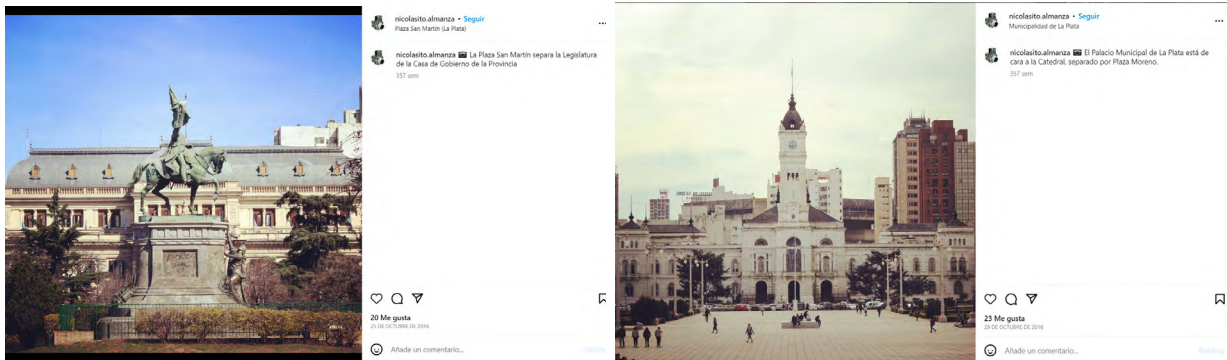 nicolasito.almanza • Seguir
Plaza San Martín (La Plata)
nicolasito.almanza La Plaza San Martín separa la Legislatura
de la Casa de Gobierno de la Provincia
357 sem
20 Me gusta
25 DE OCTUBRE DE 2016
Añade un comentario...
nicolasito.almanza • Seguir
Municipalidad de La Plata
nicolasito.almanza El Palacio Municipal de La Plata está de
cara a la Catedral, separado por Plaza Moreno.
357 sem
23 Me gusta
29 DE OCTUBRE DE 2016
Añade un comentario...